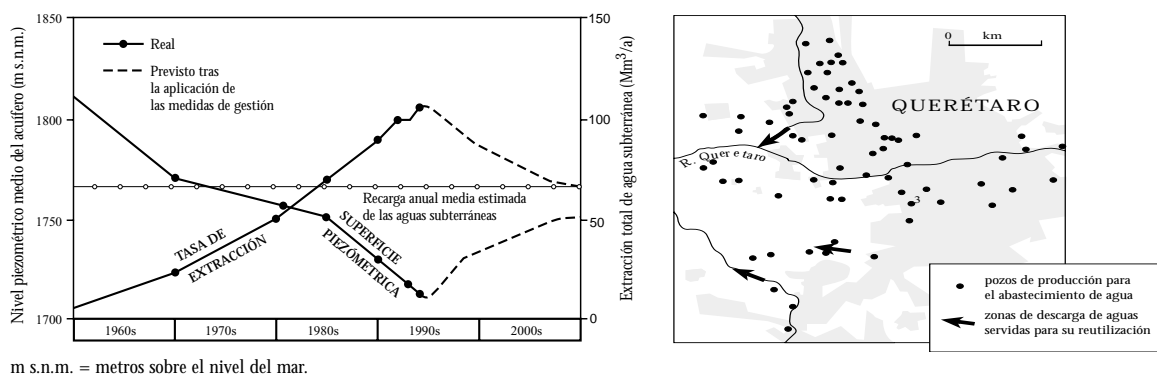 Nivel piezométrico medio del acuífero (m s.n.m.)
1850
1800
1750
1700
Real
Previsto tras
la aplicación de
las medidas de gestión
Recarga anual media estimada
de las aguas subterráneas
TASA DE
EXTRACCIÓN
SUPERFICIE
PIEZÓMETRICA
1960s 1970s 1980s 1990s 2000s
150
100
50
0
Extracción total de agua subterránea (Mm³/a)
m s.n.m. = metros sobre el nivel del mar.
0 km
QUERÉTARO
R. Queretaro
3
pozos de producción para
el abastecimiento de agua
zonas de descarga de aguas
servidas para su reutilización